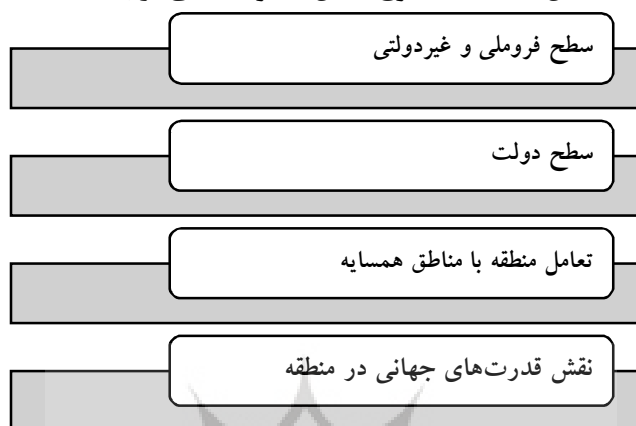 سطح فروملی و غیردولتی
سطح دولت
تعامل منطقه با مناطق همسایه
نقش قدرت‌های جهانی در منطقه